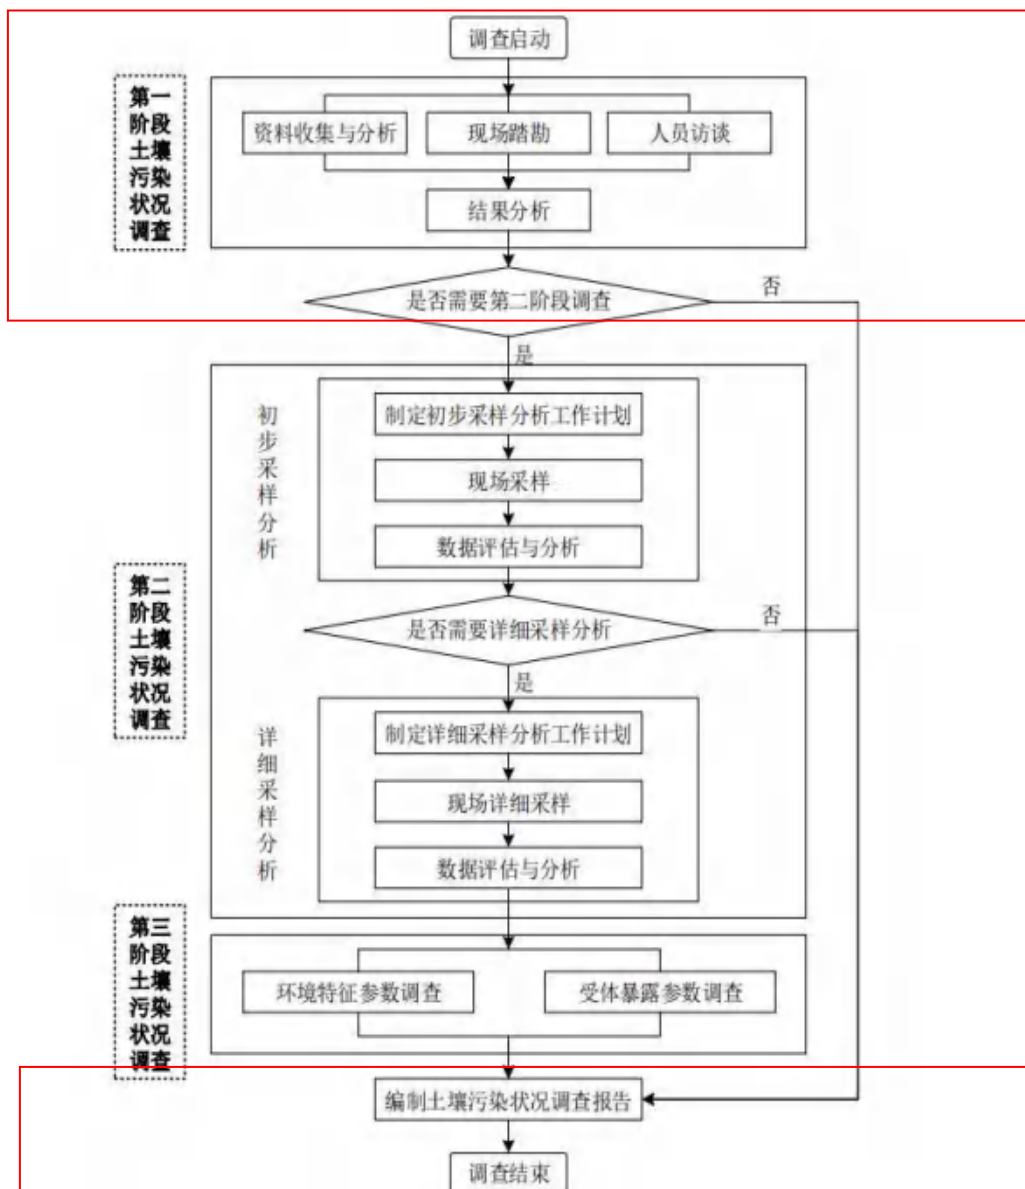 调查启动
第一
阶段
土壤
污染
状况
调查
资料收集与分析
现场踏勘
人员访谈
结果分析
是否需要第二阶段调查
否
是
初
步
采
样
分
析
制定初步采样分析工作计划
现场采样
数据评估与分析
第二
阶段
土壤
污染
状况
调查
是否需要详细采样分析
否
是
详
细
采
样
分
析
制定详细采样分析工作计划
现场详细采样
数据评估与分析
第三
阶段
土壤
污染
状况
调查
环境特征参数调查
受体暴露参数调查
编制土壤污染状况调查报告
调查结束